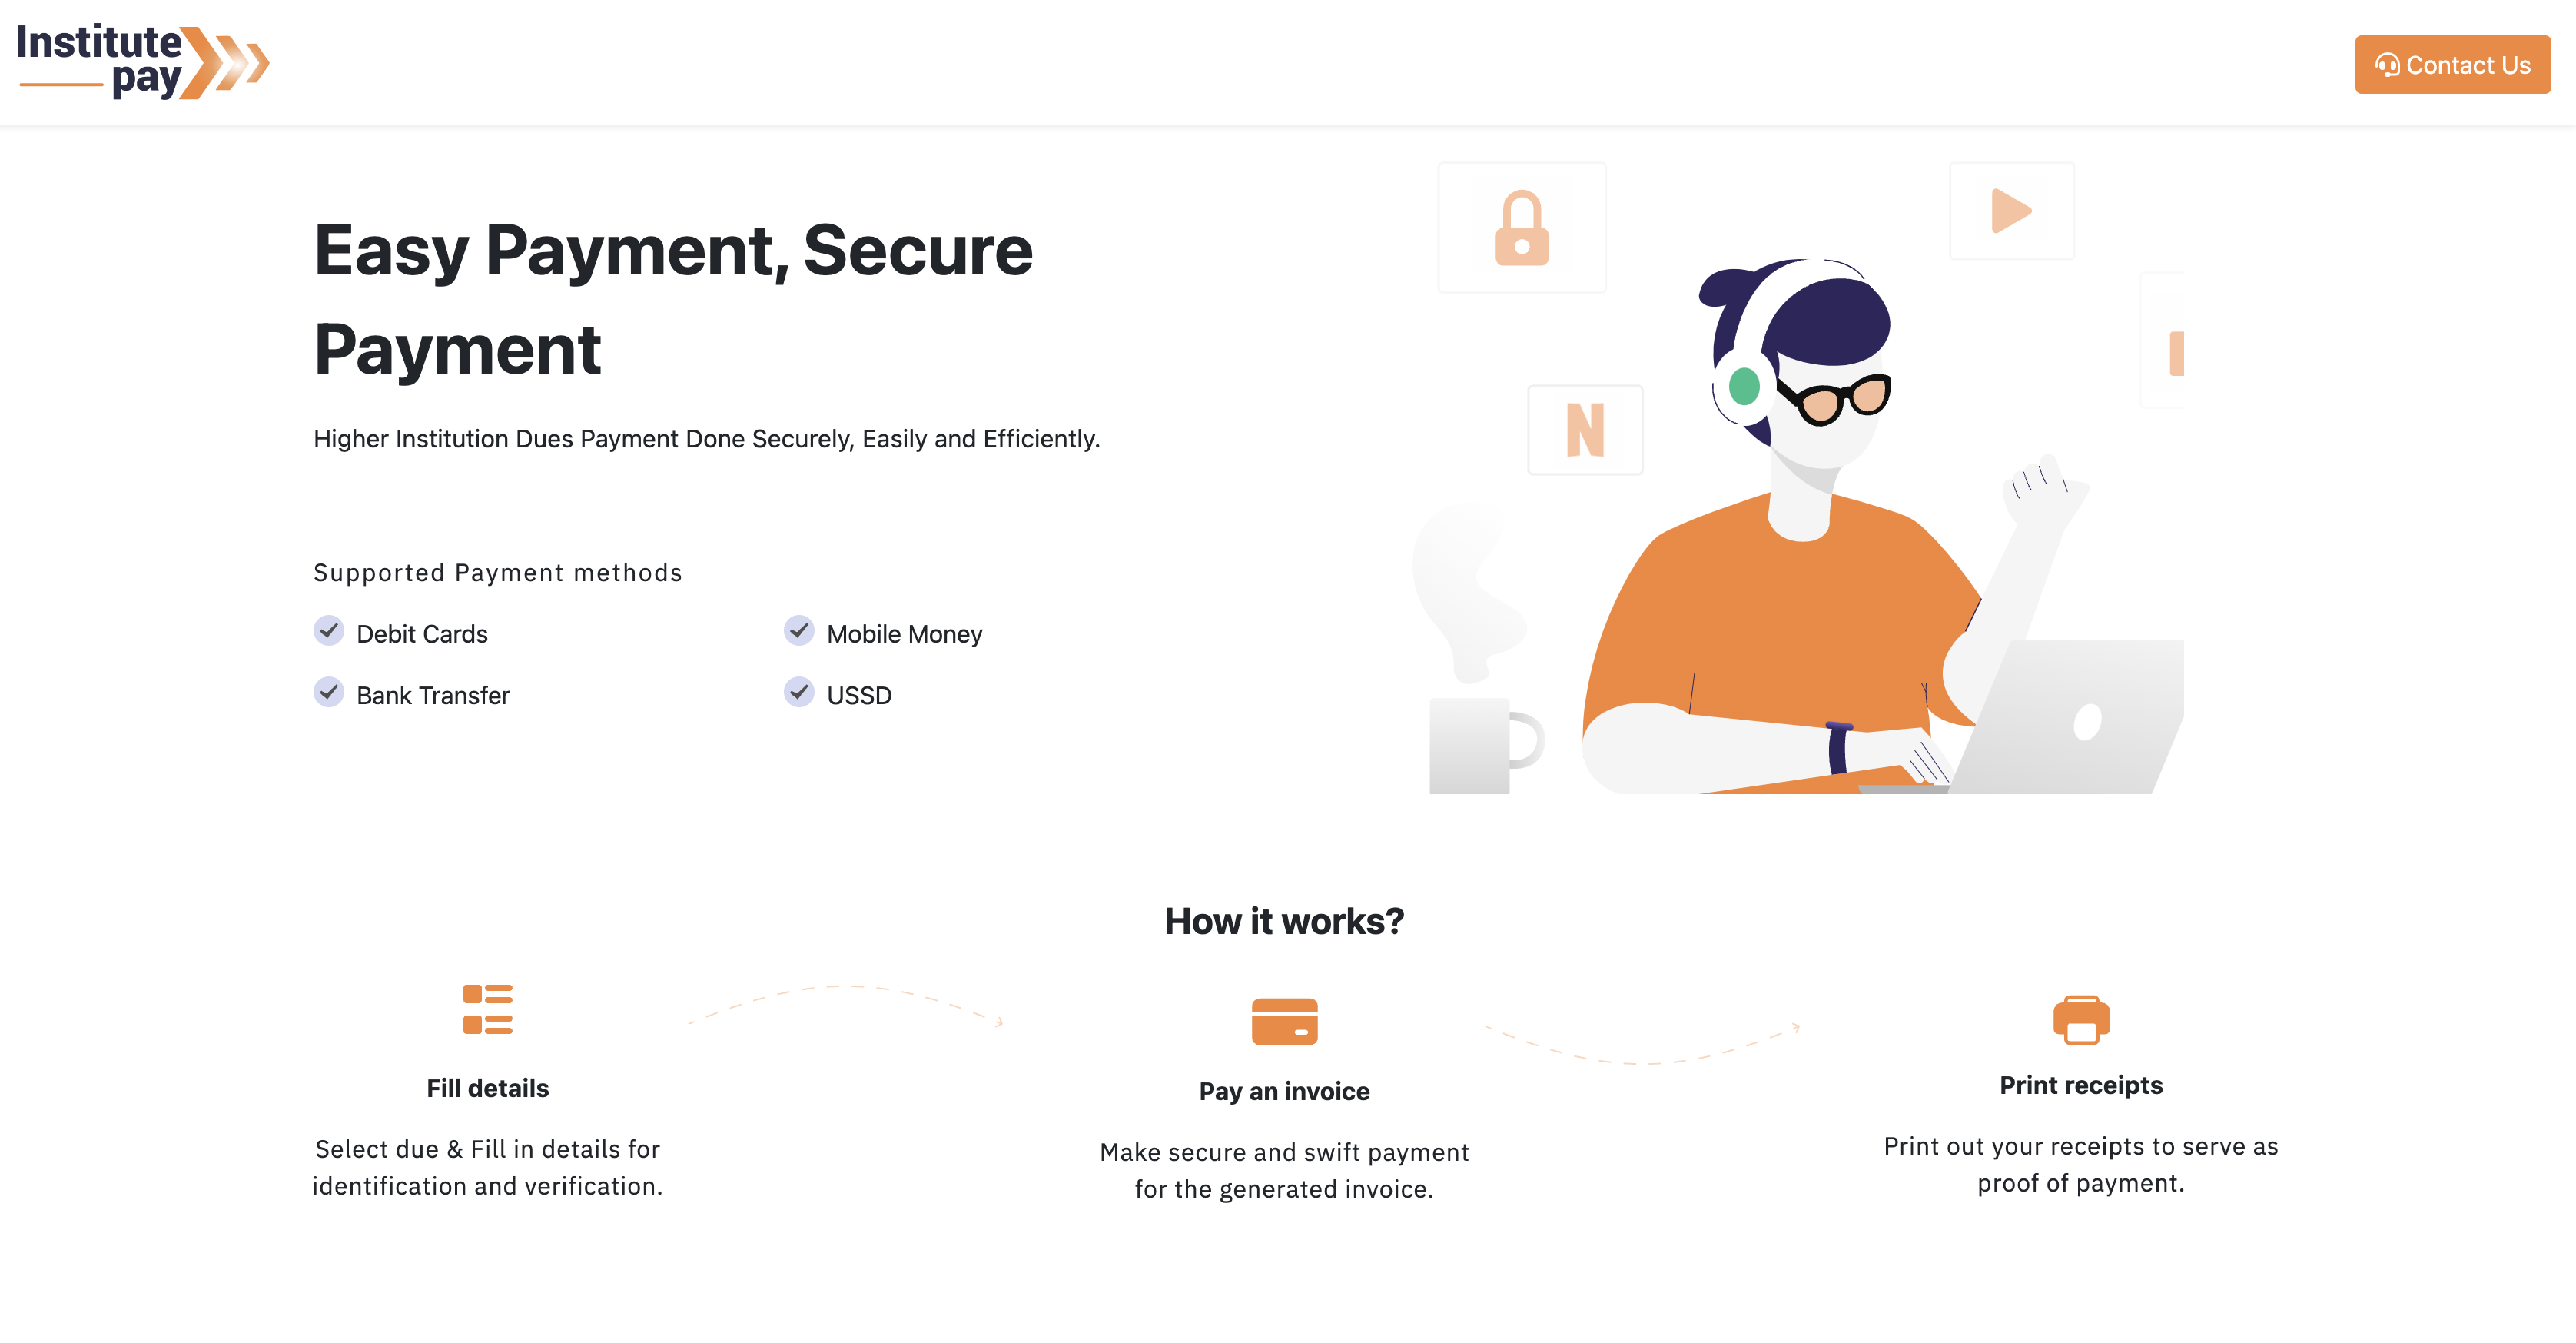 Institute
pay
Contact Us
Easy Payment, Secure
Payment
Higher Institution Dues Payment Done Securely, Easily and Efficiently.
N
Supported Payment methods
Debit Cards
Mobile Money
Bank Transfer
USSD
How it works?
Fill details
Select due & Fill in details for
identification and verification.
Pay an invoice
Make secure and swift payment
for the generated invoice.
Print receipts
Print out your receipts to serve as
proof of payment.